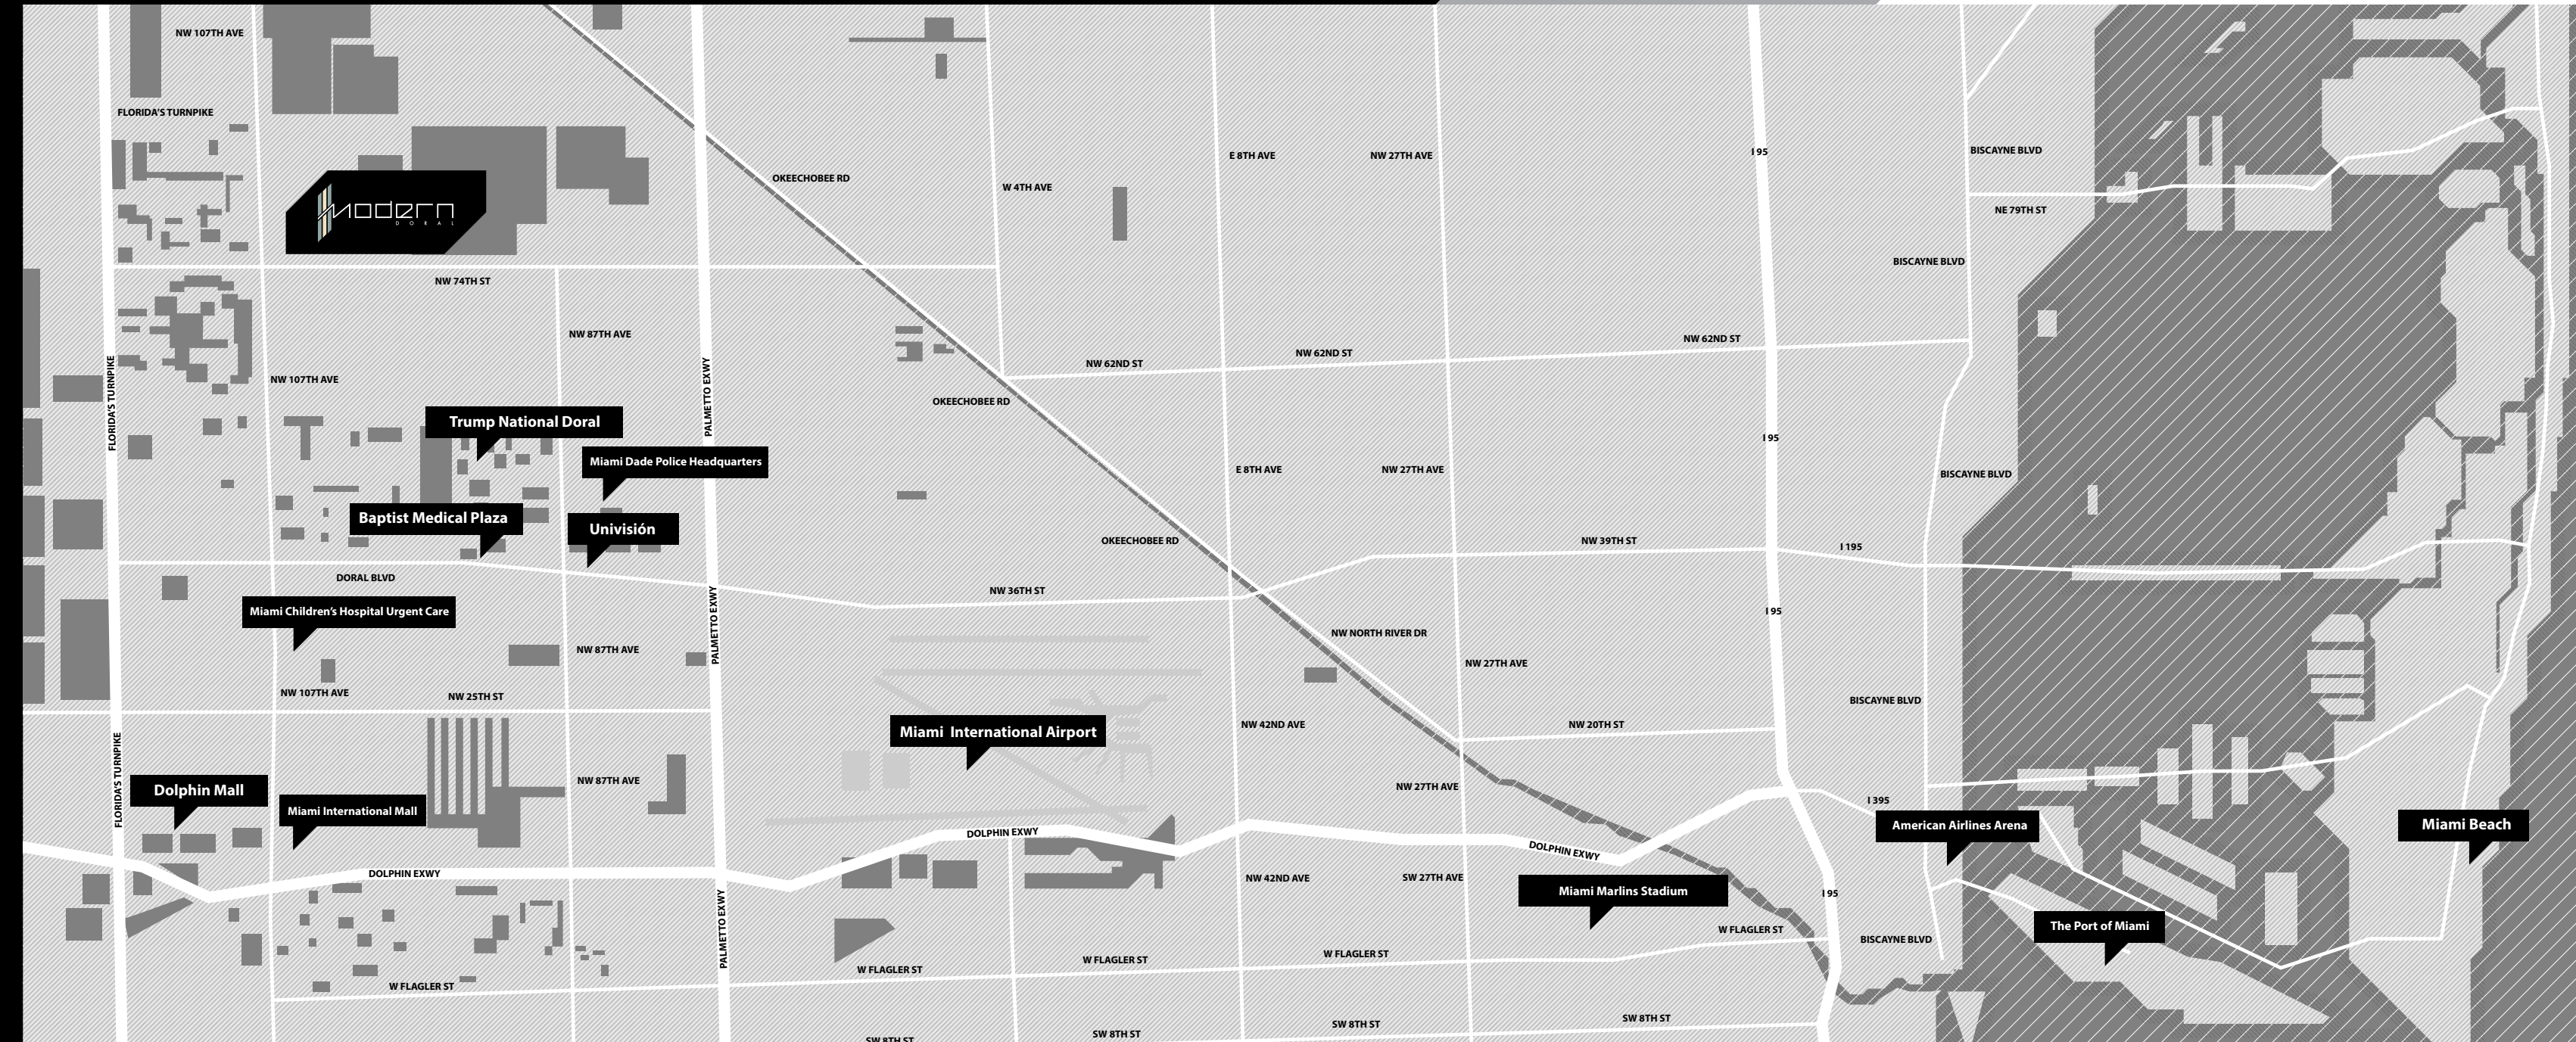 NW 107TH AVE
FLORIDA'S TURNPIKE
E 8TH AVE
NW 27TH AVE
I 95
BISCAYNE BLVD
OKEECHOBEE RD
W 4TH AVE
NE 79TH ST
Modern
DORAL
BISCAYNE BLVD
NW 74TH ST
NW 87TH AVE
NW 62ND ST
NW 62ND ST
NW 62ND ST
NW 107TH AVE
FLORIDA'S TURNPIKE
PALMETTO EXWY
OKEECHOBEE RD
Trump National Doral
I 95
Miami Dade Police Headquarters
E 8TH AVE
NW 27TH AVE
BISCAYNE BLVD
Baptist Medical Plaza
Univisión
OKEECHOBEE RD
NW 39TH ST
I 195
DORAL BLVD
NW 36TH ST
Miami Children's Hospital Urgent Care
PALMETTO EXWY
I 95
NW NORTH RIVER DR
NW 87TH AVE
NW 27TH AVE
NW 107TH AVE
NW 25TH ST
BISCAYNE BLVD
Miami International Airport
NW 42ND AVE
NW 20TH ST
FLORIDA'S TURNPIKE
Dolphin Mall
NW 87TH AVE
NW 27TH AVE
I 395
Miami International Mall
American Airlines Arena
Miami Beach
DOLPHIN EXWY
DOLPHIN EXWY
DOLPHIN EXWY
NW 42ND AVE
SW 27TH AVE
Miami Marlins Stadium
I 95
PALMETTO EXWY
The Port of Miami
W FLAGLER ST
BISCAYNE BLVD
W FLAGLER ST
W FLAGLER ST
W FLAGLER ST
W FLAGLER ST
SW 8TH ST
SW 8TH ST
SW 8TH ST
SW 8TH ST